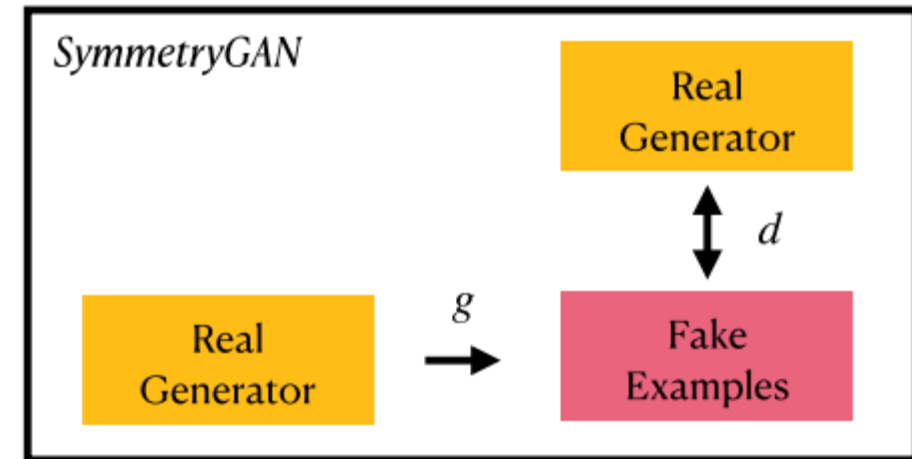 SymmetryGAN
Real
Generator
d
g
Real
Generator
Fake
Examples